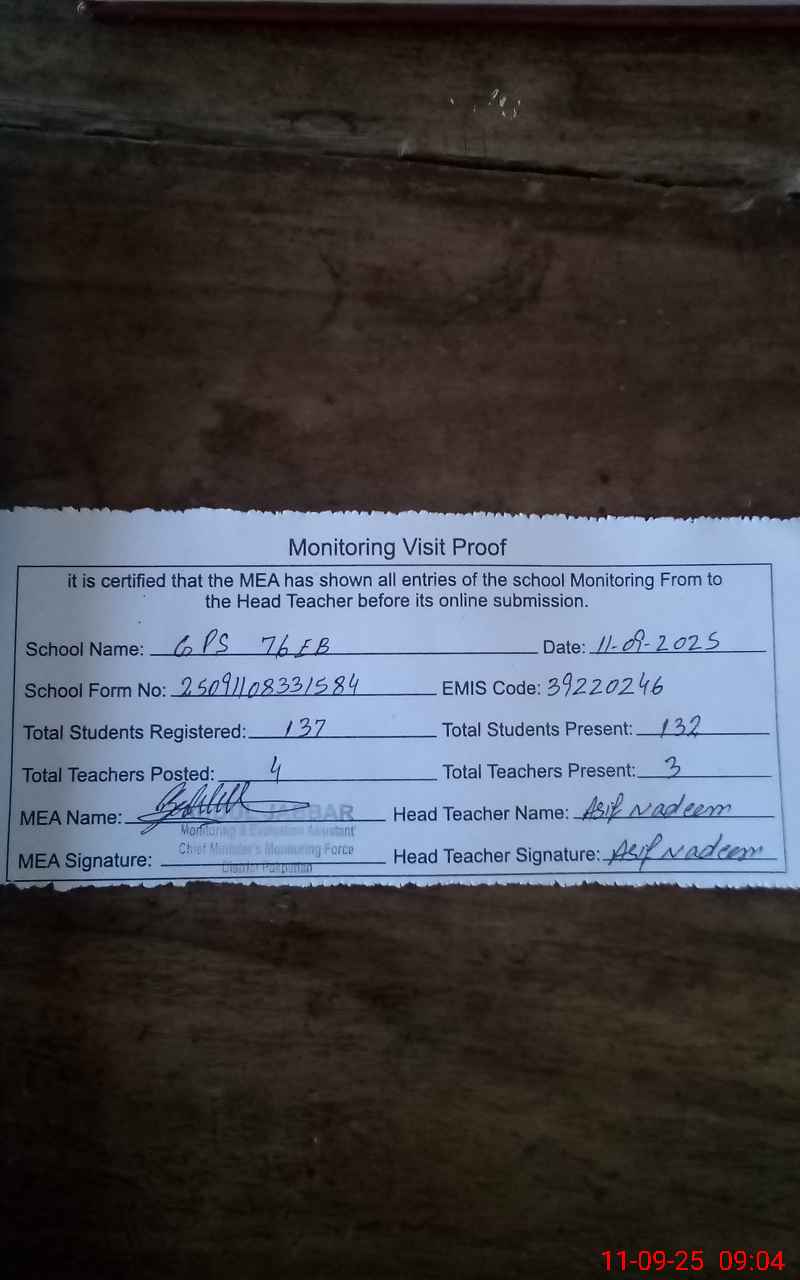 Monitoring Visit Proof
it is certified that the MEA has shown all entries of the school Monitoring From to
the Head Teacher before its online submission.
School Name: GPS 76 EB Date: 11-09-2025
School Form No: 25091108331584 EMIS Code: 39220246
Total Students Registered: 137 Total Students Present: 132
Total Teachers Posted: 4 Total Teachers Present: 3
MEA Name: JABBAR Head Teacher Name: Asif Nadeem
Monitoring & Evaluation Assistant
MEA Signature: Chief Minister's Monitoring Force Head Teacher Signature: Asif Nadeem
District Pakpattan
11-09-25 09:04